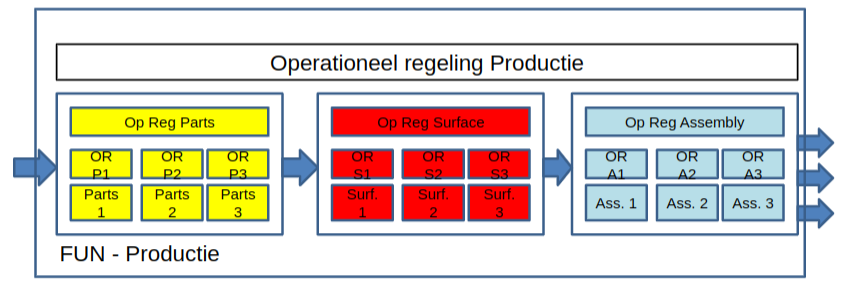 Operationeel regeling Productie
Op Reg Parts
OR
P1
OR
P2
OR
P3
Parts
1
Parts
2
Parts
3
Op Reg Surface
OR
S1
OR
S2
OR
S3
Surf.
1
Surf.
2
Surf.
3
Op Reg Assembly
OR
A1
OR
A2
OR
A3
Ass. 1
Ass. 2
Ass. 3
FUN - Productie